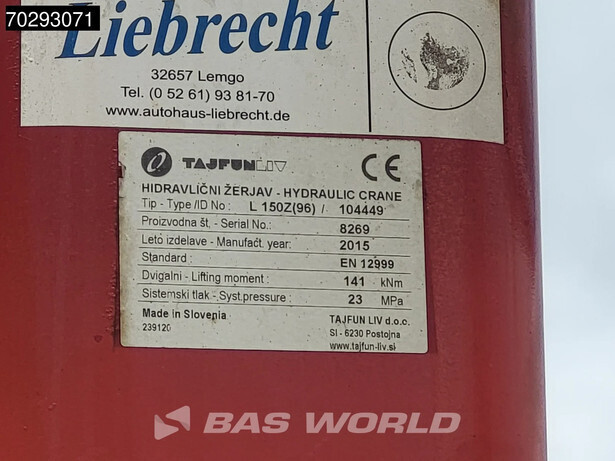 70293071
Liebrecht
32657 Lemgo
Tel. (0 52 61) 93 81-70
www.autohaus-liebrecht.de
TAJFUN LIV CE
HIDRAVLIČNI ŽERJAV - HYDRAULIC CRANE
Tip - Type /ID No : L 150Z(96) / 104449
Proizvodna št. - Serial No.: 8269
Leto izdelave - Manufact. year: 2015
Standard : EN 12999
Dvigalni - Lifting moment : 141 kNm
Sistemski tlak - Syst.pressure : 23 MPa
Made in Slovenia TAJFUN LIV d.o.c.
239120 SI - 6230 Postojna
www.tajfun-liv.si
BAS WORLD